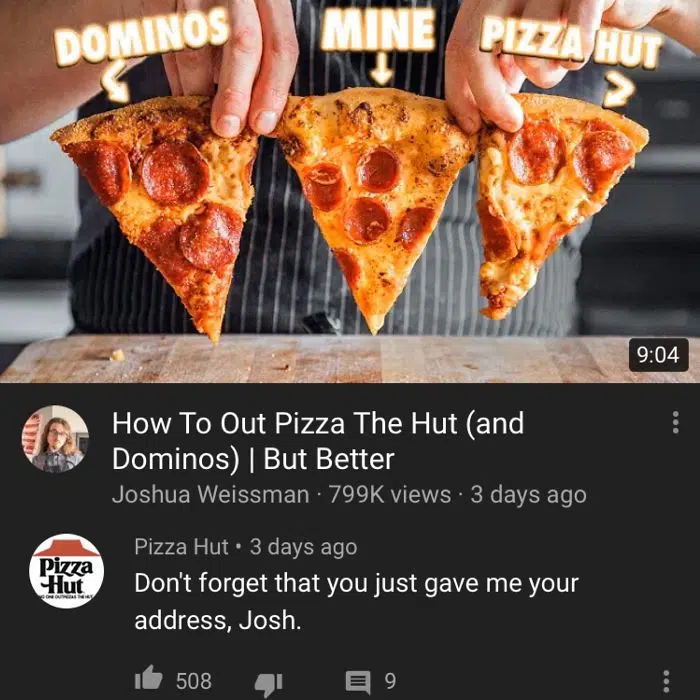 DOMINOS MINE PIZZA HUT
9:04
How To Out Pizza The Hut (and
Dominos) | But Better
Joshua Weissman · 799K views · 3 days ago
Pizza Hut • 3 days ago
Pizza
Hut
Don't forget that you just gave me your
address, Josh.
508 9